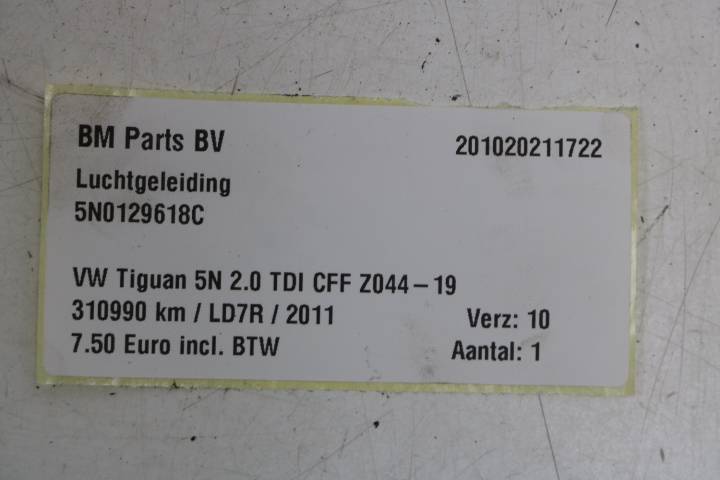 BM Parts BV 201020211722
Luchtgeleiding
5N0129618C
VW Tiguan 5N 2.0 TDI CFF Z044-19
310990 km / LD7R / 2011 Verz: 10
7.50 Euro incl. BTW Aantal: 1